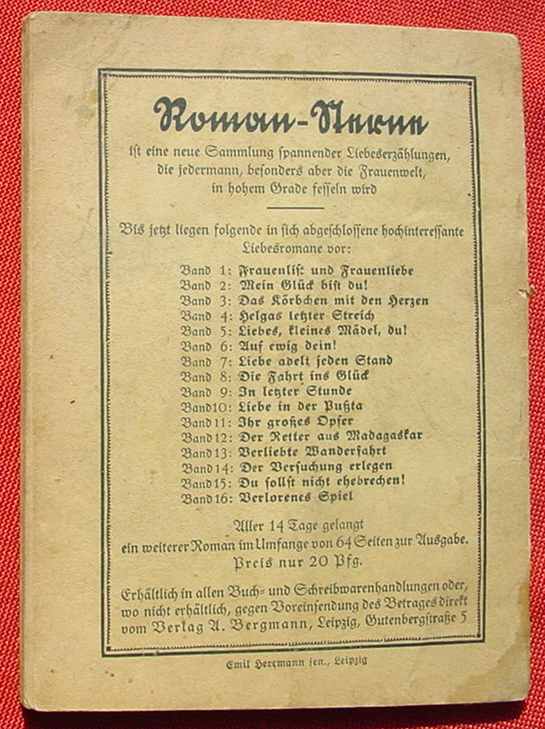 Roman-Sterne
ist eine neue Sammlung spannender Liebeserzählungen,
die jedermann, besonders aber die Frauenwelt,
in hohem Grade fesseln wird
Bis jetzt liegen folgende in sich abgeschlossene hochinteressante
Liebesromane vor:
Band 1: Frauenlist und Frauenliebe
Band 2: Mein Glück bist du!
Band 3: Das Körbchen mit den Herzen
Band 4: Helgas letzter Streich
Band 5: Liebes, kleines Mädel, du!
Band 6: Auf ewig dein!
Band 7: Liebe adelt jeden Stand
Band 8: Die Fahrt ins Glück
Band 9: In letzter Stunde
Band 10: Liebe in der Pußta
Band 11: Ihr großes Opfer
Band 12: Der Retter aus Madagaskar
Band 13: Verliebte Wanderfahrt
Band 14: Der Versuchung erlegen
Band 15: Du sollst nicht ehebrechen!
Band 16: Verlorenes Spiel
Aller 14 Tage gelangt
ein weiterer Roman im Umfange von 64 Seiten zur Ausgabe.
Preis nur 20 Pfg.
Erhältlich in allen Buch- und Schreibwarenhandlungen oder,
wo nicht erhältlich, gegen Voreinsendung des Betrages direkt
vom Verlag A. Bergmann, Leipzig, Gutenbergstraße 5
Emil Herrmann sen., Leipzig